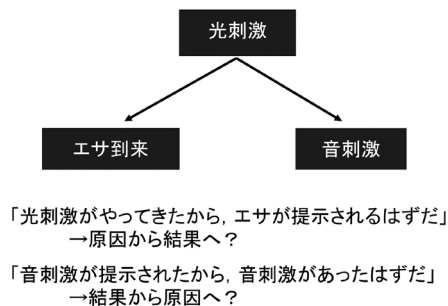 光刺激
エサ到来
音刺激
「光刺激がやってきたから，エサが提示されるはずだ」
→原因から結果へ？
「音刺激が提示されたから，音刺激があったはずだ」
→結果から原因へ？